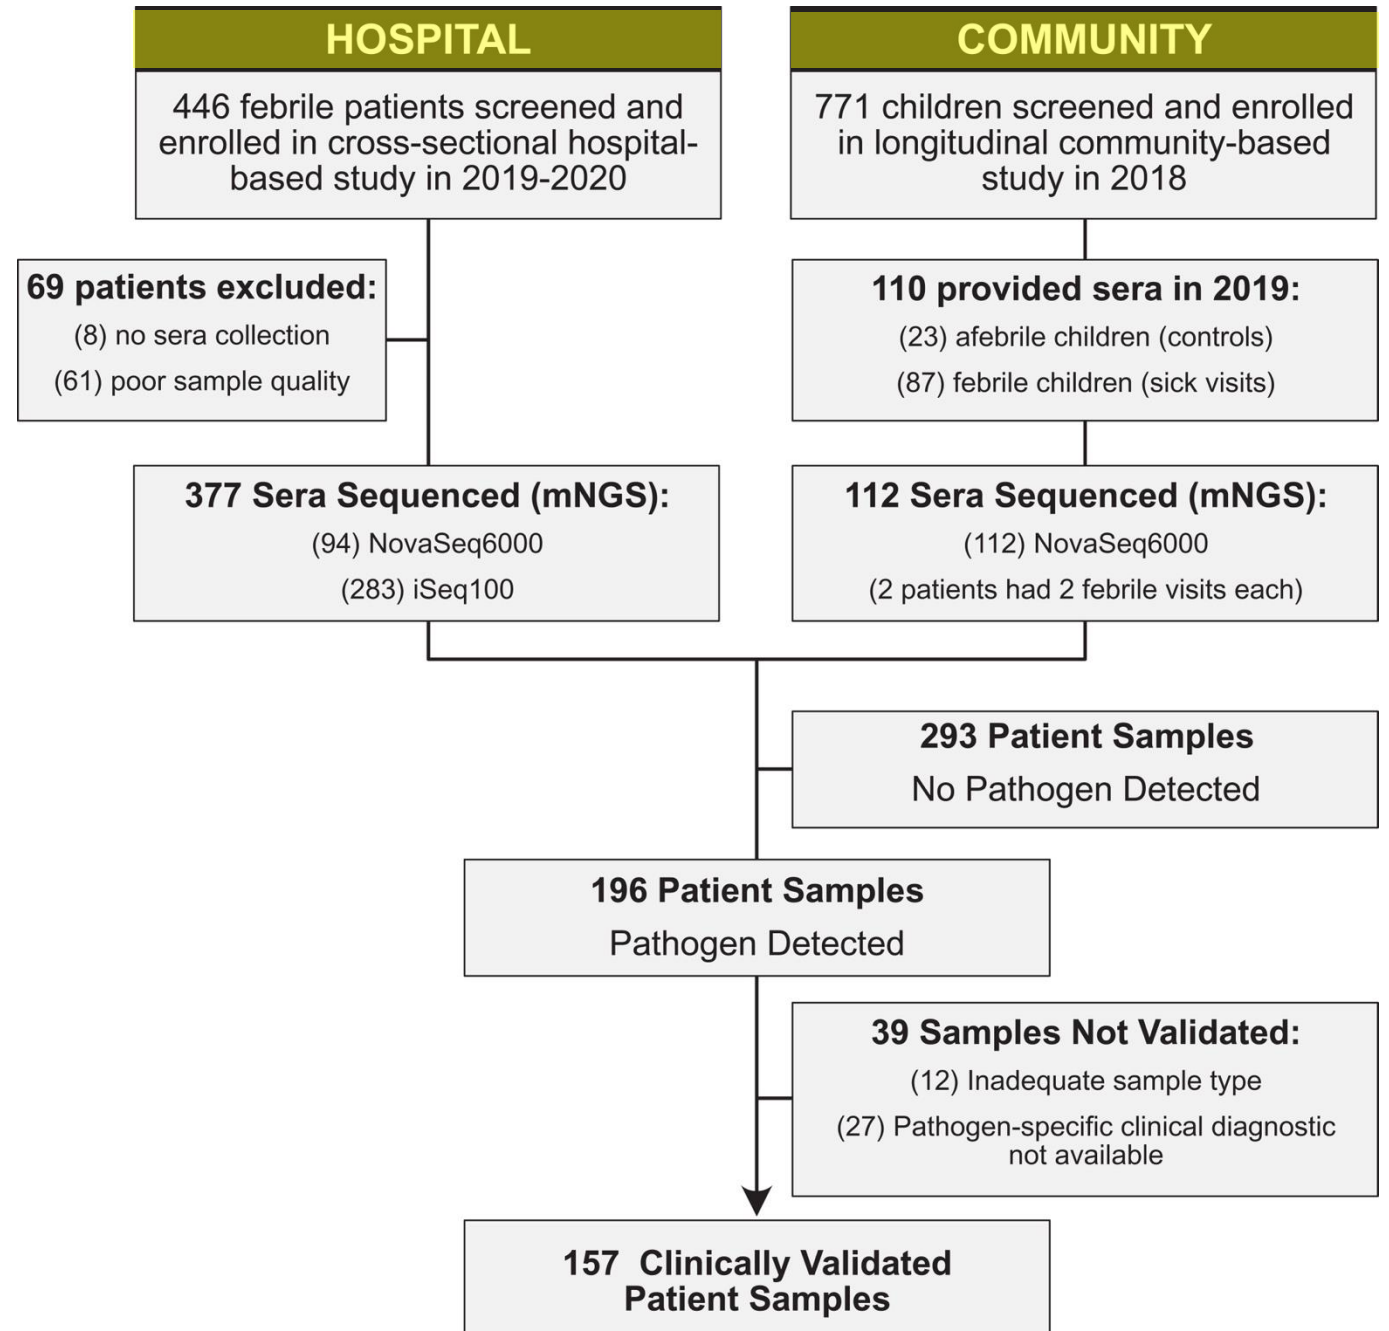 HOSPITAL
446 febrile patients screened and
enrolled in cross-sectional hospital-
based study in 2019-2020
COMMUNITY
771 children screened and enrolled
in longitudinal community-based
study in 2018
69 patients excluded:
(8) no sera collection
(61) poor sample quality
110 provided sera in 2019:
(23) afebrile children (controls)
(87) febrile children (sick visits)
377 Sera Sequenced (mNGS):
(94) NovaSeq6000
(283) iSeq100
112 Sera Sequenced (mNGS):
(112) NovaSeq6000
(2 patients had 2 febrile visits each)
293 Patient Samples
No Pathogen Detected
196 Patient Samples
Pathogen Detected
39 Samples Not Validated:
(12) Inadequate sample type
(27) Pathogen-specific clinical diagnostic
not available
157 Clinically Validated
Patient Samples